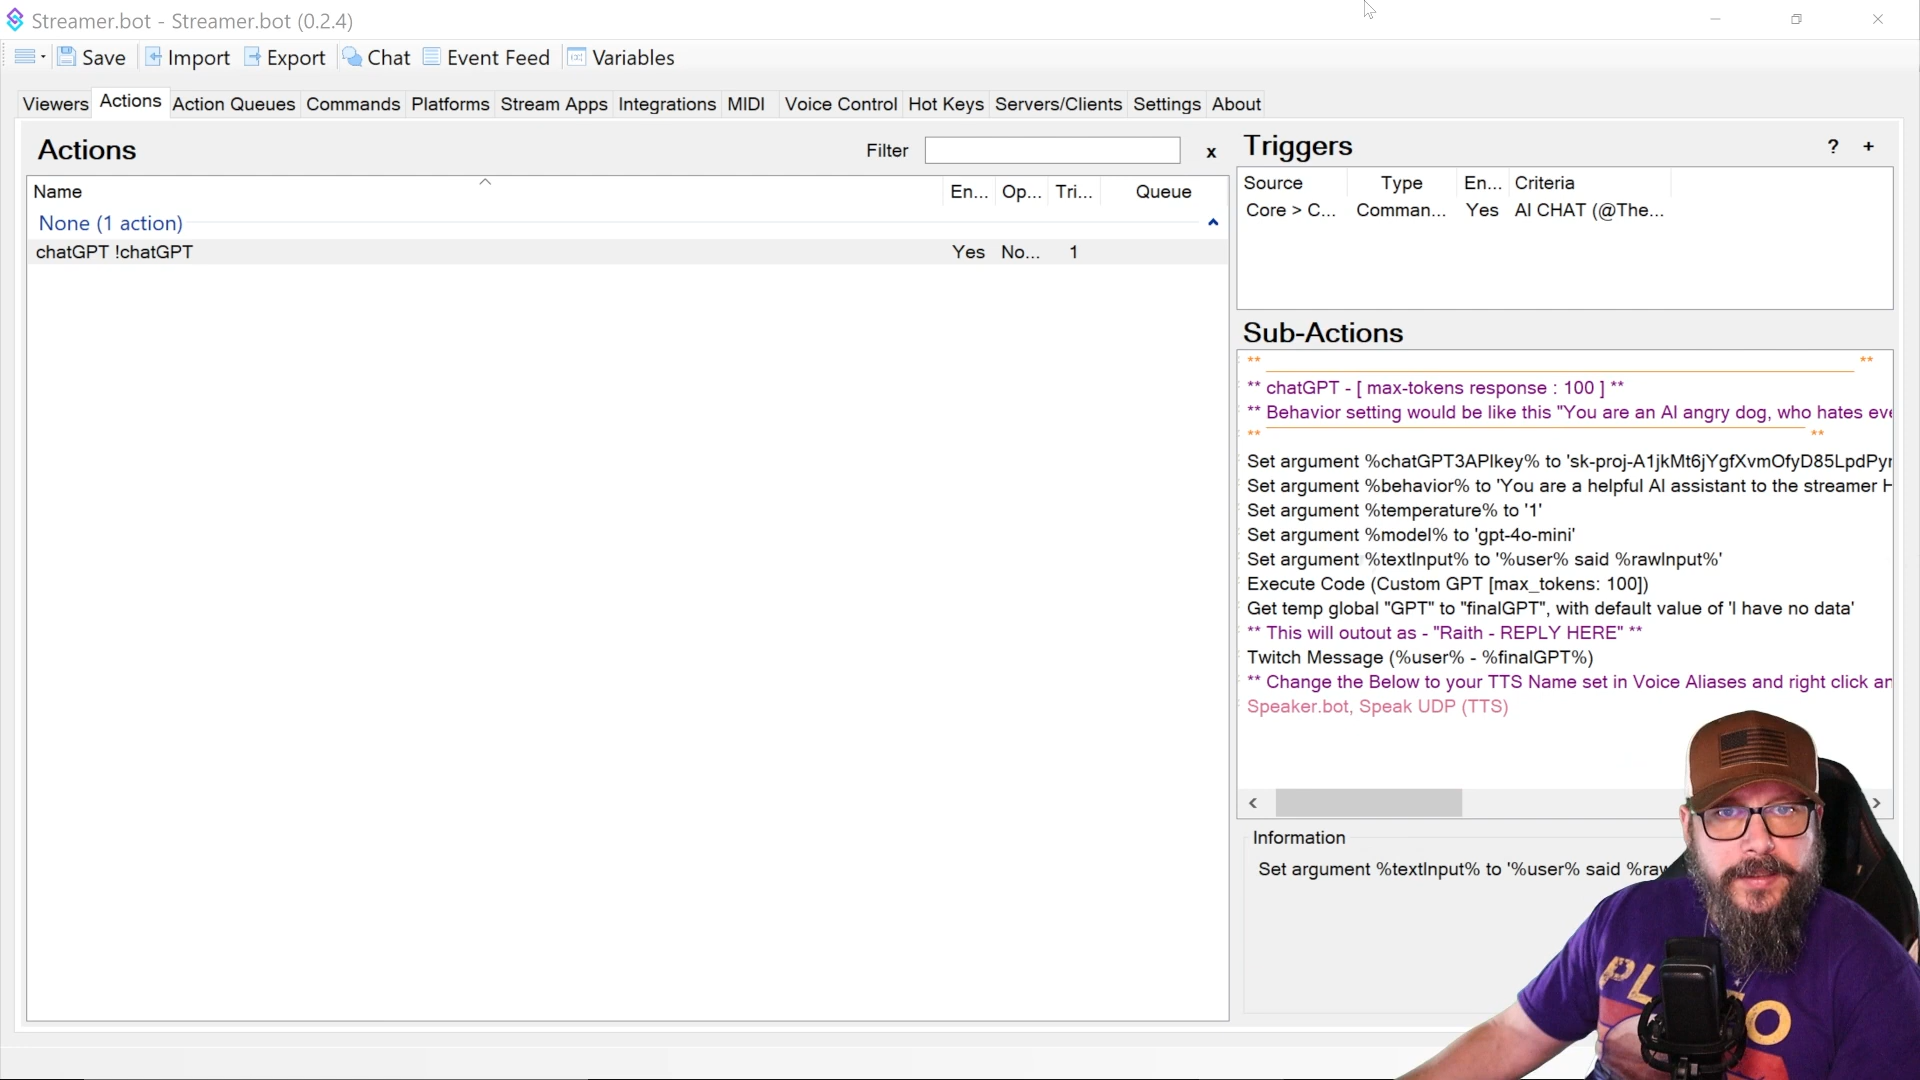 Streamer.bot - Streamer.bot (0.2.4)
Save Import Export Chat Event Feed Variables
Viewers Actions Action Queues Commands Platforms Stream Apps Integrations MIDI Voice Control Hot Keys Servers/Clients Settings About
Actions
Filter
x
Name En... Op... Tri... Queue
None (1 action)
chatGPT !chatGPT Yes No... 1
Triggers
? +
Source Type En... Criteria
Core > C... Comman... Yes AI CHAT (@The...
Sub-Actions
** **
** chatGPT - [ max-tokens response : 100 ] **
** Behavior setting would be like this "You are an AI angry dog, who hates eve
** **
Set argument %chatGPT3APIkey% to 'sk-proj-A1jkMt6jYgfXvmOfyD85LpdPyr
Set argument %behavior% to 'You are a helpful AI assistant to the streamer H
Set argument %temperature% to '1'
Set argument %model% to 'gpt-4o-mini'
Set argument %textInput% to '%user% said %rawInput%'
Execute Code (Custom GPT [max_tokens: 100])
Get temp global "GPT" to "finalGPT", with default value of 'I have no data'
** This will outout as - "Raith - REPLY HERE" **
Twitch Message (%user% - %finalGPT%)
** Change the Below to your TTS Name set in Voice Aliases and right click an
Speaker.bot, Speak UDP (TTS)
Information
Set argument %textInput% to '%user% said %raw